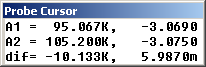 Probe Cursor
A1 = 95.067K, -3.0690
A2 = 105.200K, -3.0750
dif= -10.133K, 5.9870m